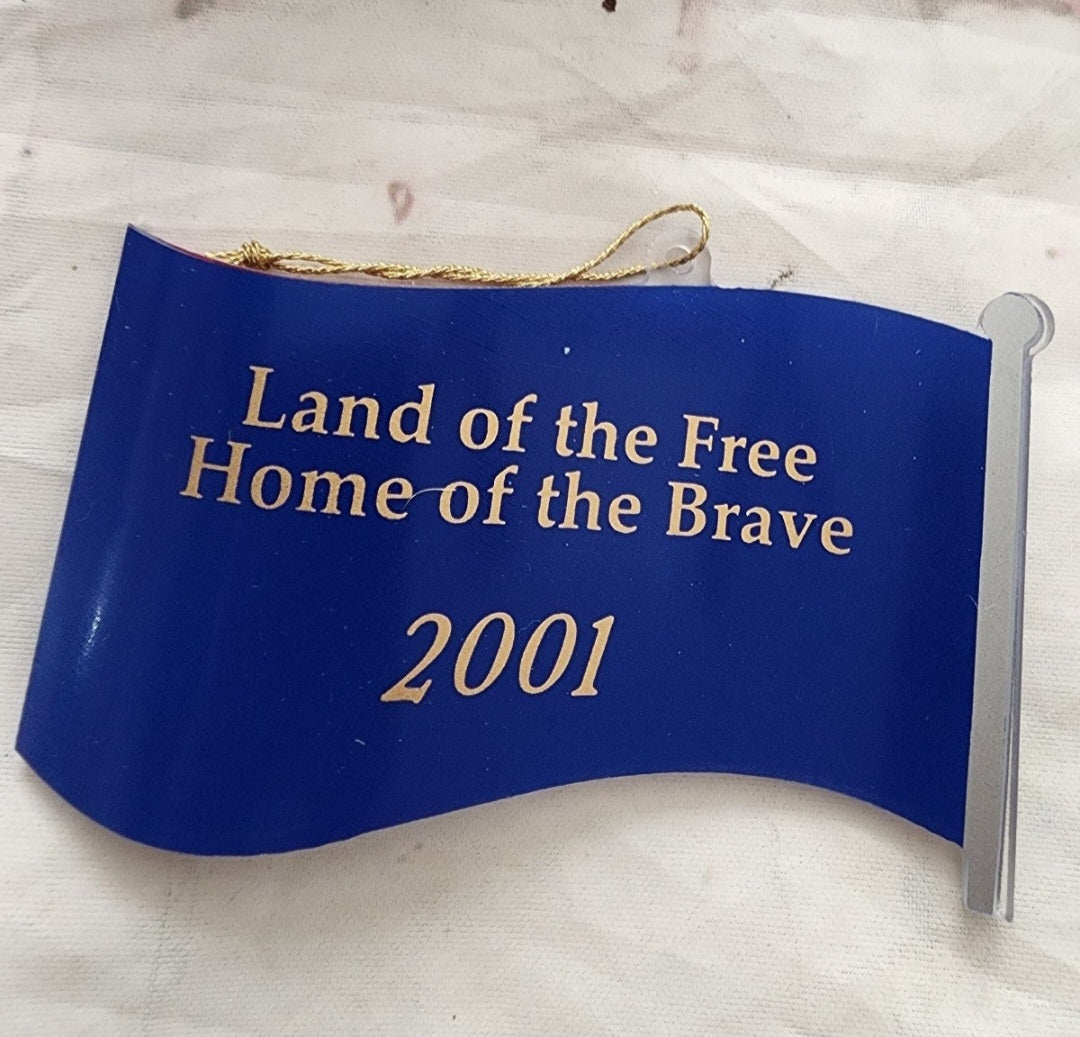 Land of the Free
Home of the Brave
2001